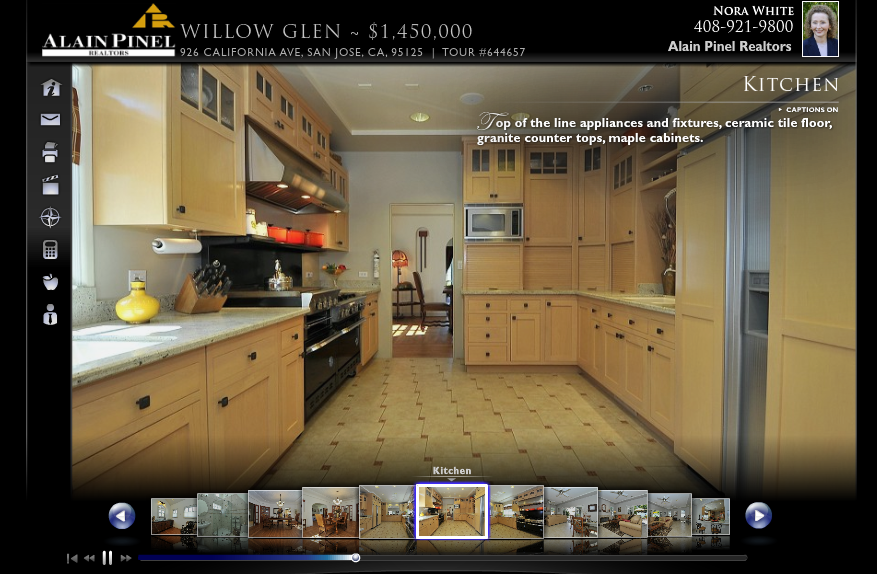 ALAIN PINEL
REALTORS
WILLOW GLEN ~ $1,450,000
926 CALIFORNIA AVE, SAN JOSE, CA, 95125 | TOUR #644657
NORA WHITE
408-921-9800
Alain Pinel Realtors
KITCHEN
CAPTIONS ON
Top of the line appliances and fixtures, ceramic tile floor,
granite counter tops, maple cabinets.
Kitchen